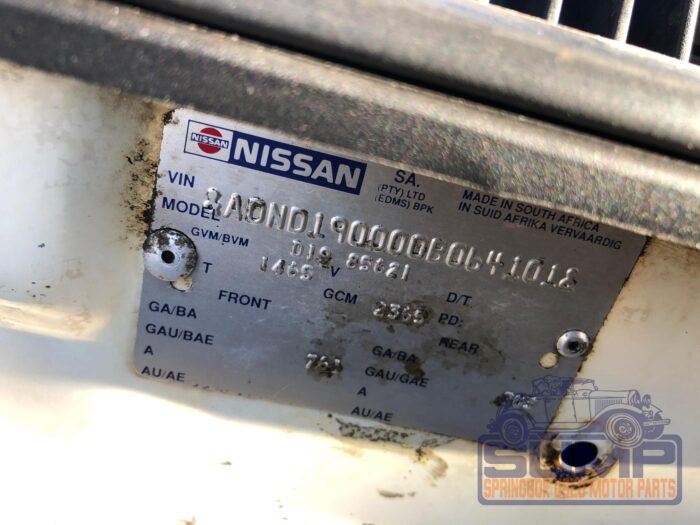 NISSAN NISSAN
SA.
(PTY) LTD
(EDMS) BPK
MADE IN SOUTH AFRICA
IN SUID AFRIKA VERVAARDIG
VIN
MODEL
GVM/BVM 1465 V
T
FRONT GCM 2565 D/T.
PD:
REAR
GA/BA GA/BA
GAU/BAE GAU/GAE
A A
AU/AE AU/AE
SUMP
SPRINGBOK USED MOTOR PARTS